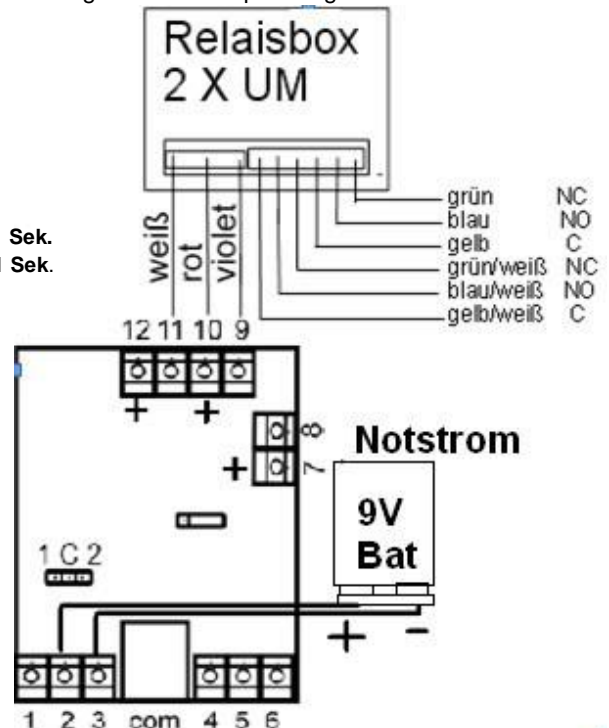 Relaisbox
2 X UM
grün NC
blau NO
gelb C
grün/weiß NC
blau/weiß NO
gelb/weiß C
weiß
rot
violet
Sek.
Sek.
12 11 10 9
+ +
8
+ 7
Notstrom
9V
Bat
+ -
1 C 2
1 2 3 com 4 5 6